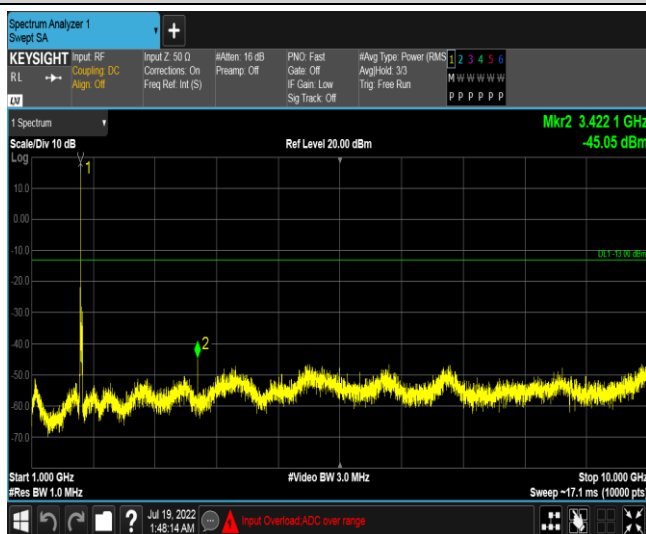 Spectrum Analyzer 1
Swept SA
KEYSIGHT Input: RF Input Z: 50 Ω #Atten: 16 dB PNO: Fast #Avg Type: Power (RMS 1 2 3 4 5 6
RL Coupling: DC Corrections: On Preamp: Off Gate: Off Avg|Hold: 3/3 M W W W W W
Align: Off Freq Ref: Int (S) IF Gain: Low Trig: Free Run
Sig Track: Off P P P P P P
LXI
1 Spectrum Mkr2 3.422 1 GHz
Scale/Div 10 dB Ref Level 20.00 dBm -45.05 dBm
Log
1
10.0
0.00
-10.0
DL1 -13.00 dBm
-20.0
-30.0
-40.0
2
-50.0
-60.0
-70.0
Start 1.000 GHz #Video BW 3.0 MHz Stop 10.000 GHz
#Res BW 1.0 MHz Sweep ~17.1 ms (10000 pts)
? Jul 19, 2022
1:48:14 AM Input Overload;ADC over range